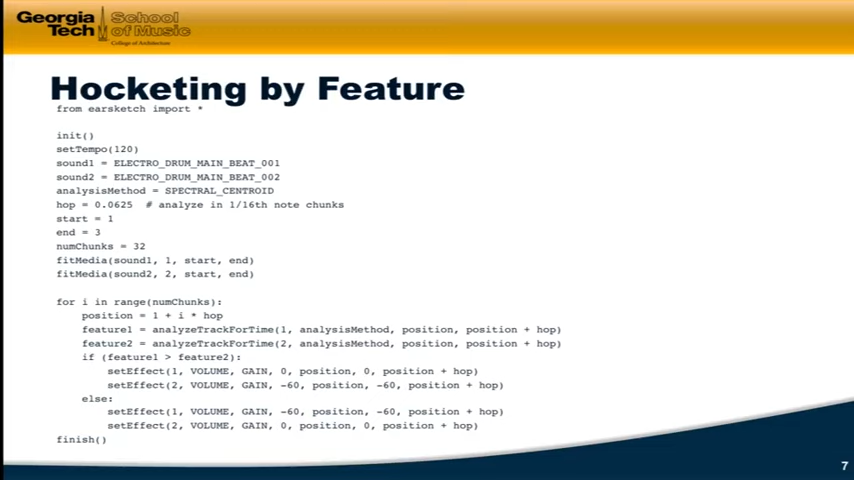 Georgia Tech
School of Music
College of Architecture
Hocketing by Feature
from earsketch import *
init()
setTempo(120)
sound1 = ELECTRO_DRUM_MAIN_BEAT_001
sound2 = ELECTRO_DRUM_MAIN_BEAT_002
analysisMethod = SPECTRAL_CENTROID
hop = 0.0625  # analyze in 1/16th note chunks
start = 1
end = 3
numChunks = 32
fitMedia(sound1, 1, start, end)
fitMedia(sound2, 2, start, end)
for i in range(numChunks):
    position = 1 + i * hop
    feature1 = analyzeTrackForTime(1, analysisMethod, position, position + hop)
    feature2 = analyzeTrackForTime(2, analysisMethod, position, position + hop)
    if (feature1 > feature2):
        setEffect(1, VOLUME, GAIN, 0, position, 0, position + hop)
        setEffect(2, VOLUME, GAIN, -60, position, -60, position + hop)
    else:
        setEffect(1, VOLUME, GAIN, -60, position, -60, position + hop)
        setEffect(2, VOLUME, GAIN, 0, position, 0, position + hop)
finish()
7